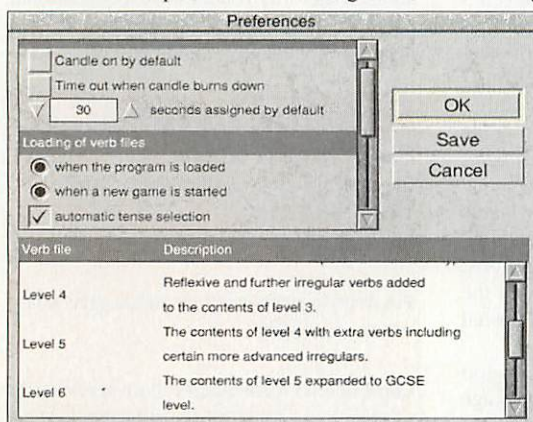 Preferences
Candle on by default
Time out when candle burns down
30 seconds assigned by default
OK
Save
Cancel
Loading of verb files
when the program is loaded
when a new game is started
automatic tense selection
Verb file Description
Level 4
Reflexive and further irregular verbs added
to the contents of level 3.
Level 5
The contents of level 4 with extra verbs including
certain more advanced irregulars.
Level 6
The contents of level 5 expanded to GCSE
level.